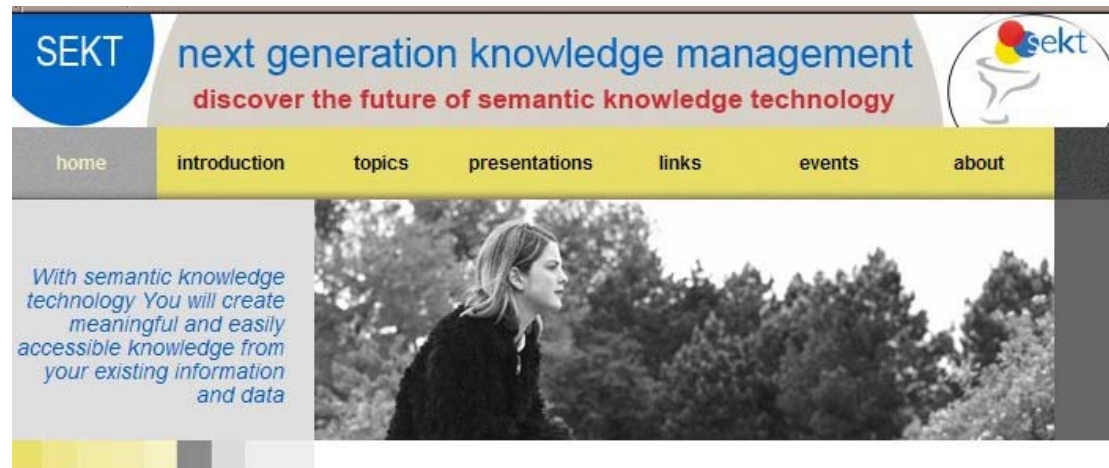 SEKT
next generation knowledge management
discover the future of semantic knowledge technology
sekt
home introduction topics presentations links events about
With semantic knowledge
technology You will create
meaningful and easily
accessible knowledge from
your existing information
and data